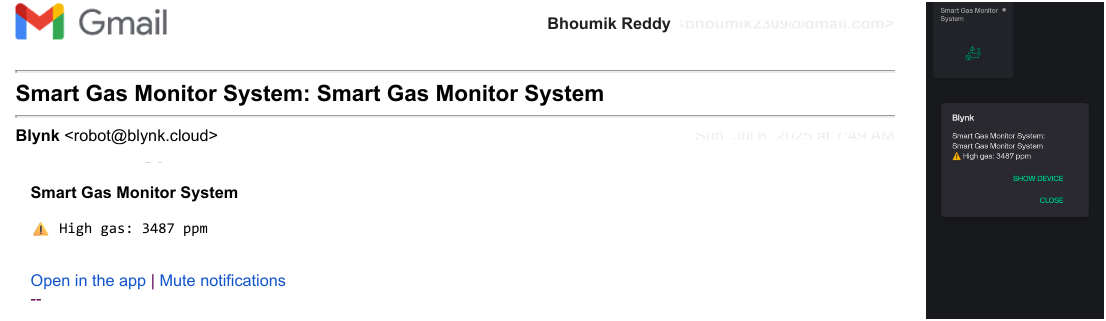 Gmail
Bhoumik Reddy
Smart Gas Monitor System: Smart Gas Monitor System
Blynk <robot@blynk.cloud>
Sun, Jul 6, 2025 at 7:49 AM
Smart Gas Monitor System
⚠ High gas: 3487 ppm
Open in the app | Mute notifications
--
Smart Gas Monitor
System
Blynk
Smart Gas Monitor System:
Smart Gas Monitor System
⚠ High gas: 3487 ppm
SHOW DEVICE
CLOSE